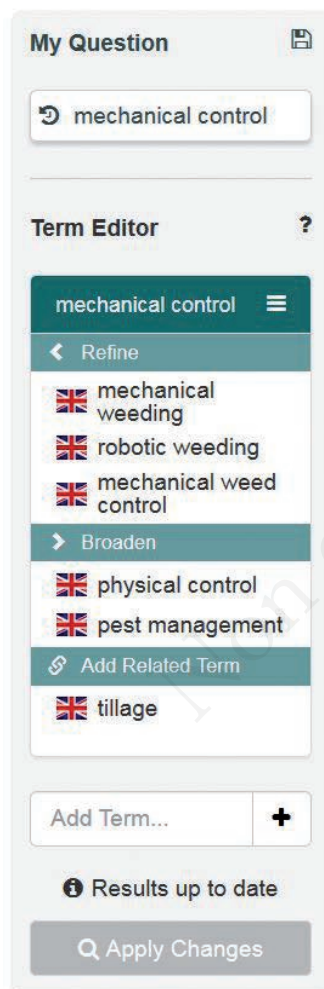 My Question
mechanical control
Term Editor ?
mechanical control
Refine
mechanical
weeding
robotic weeding
mechanical weed
control
Broaden
physical control
pest management
Add Related Term
tillage
Add Term... +
Results up to date
Apply Changes
Non